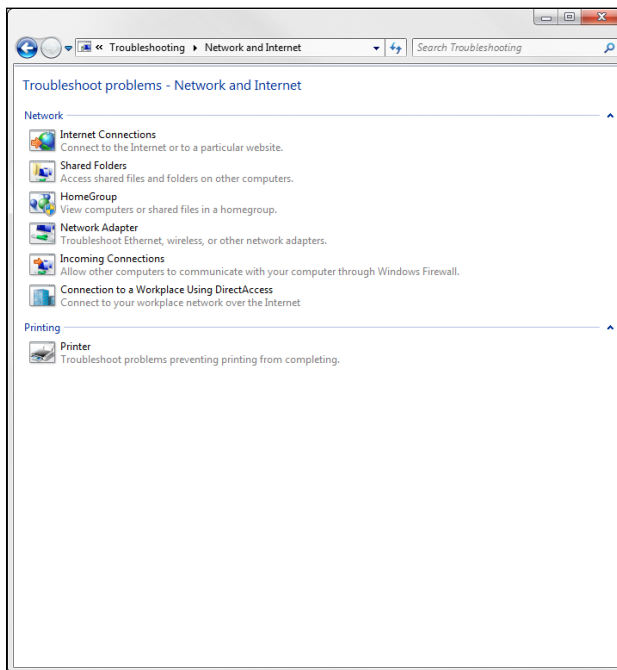 « Troubleshooting Network and Internet Search Troubleshooting
Troubleshoot problems - Network and Internet
Network
Internet Connections
Connect to the Internet or to a particular website.
Shared Folders
Access shared files and folders on other computers.
HomeGroup
View computers or shared files in a homegroup.
Network Adapter
Troubleshoot Ethernet, wireless, or other network adapters.
Incoming Connections
Allow other computers to communicate with your computer through Windows Firewall.
Connection to a Workplace Using DirectAccess
Connect to your workplace network over the Internet
Printing
Printer
Troubleshoot problems preventing printing from completing.